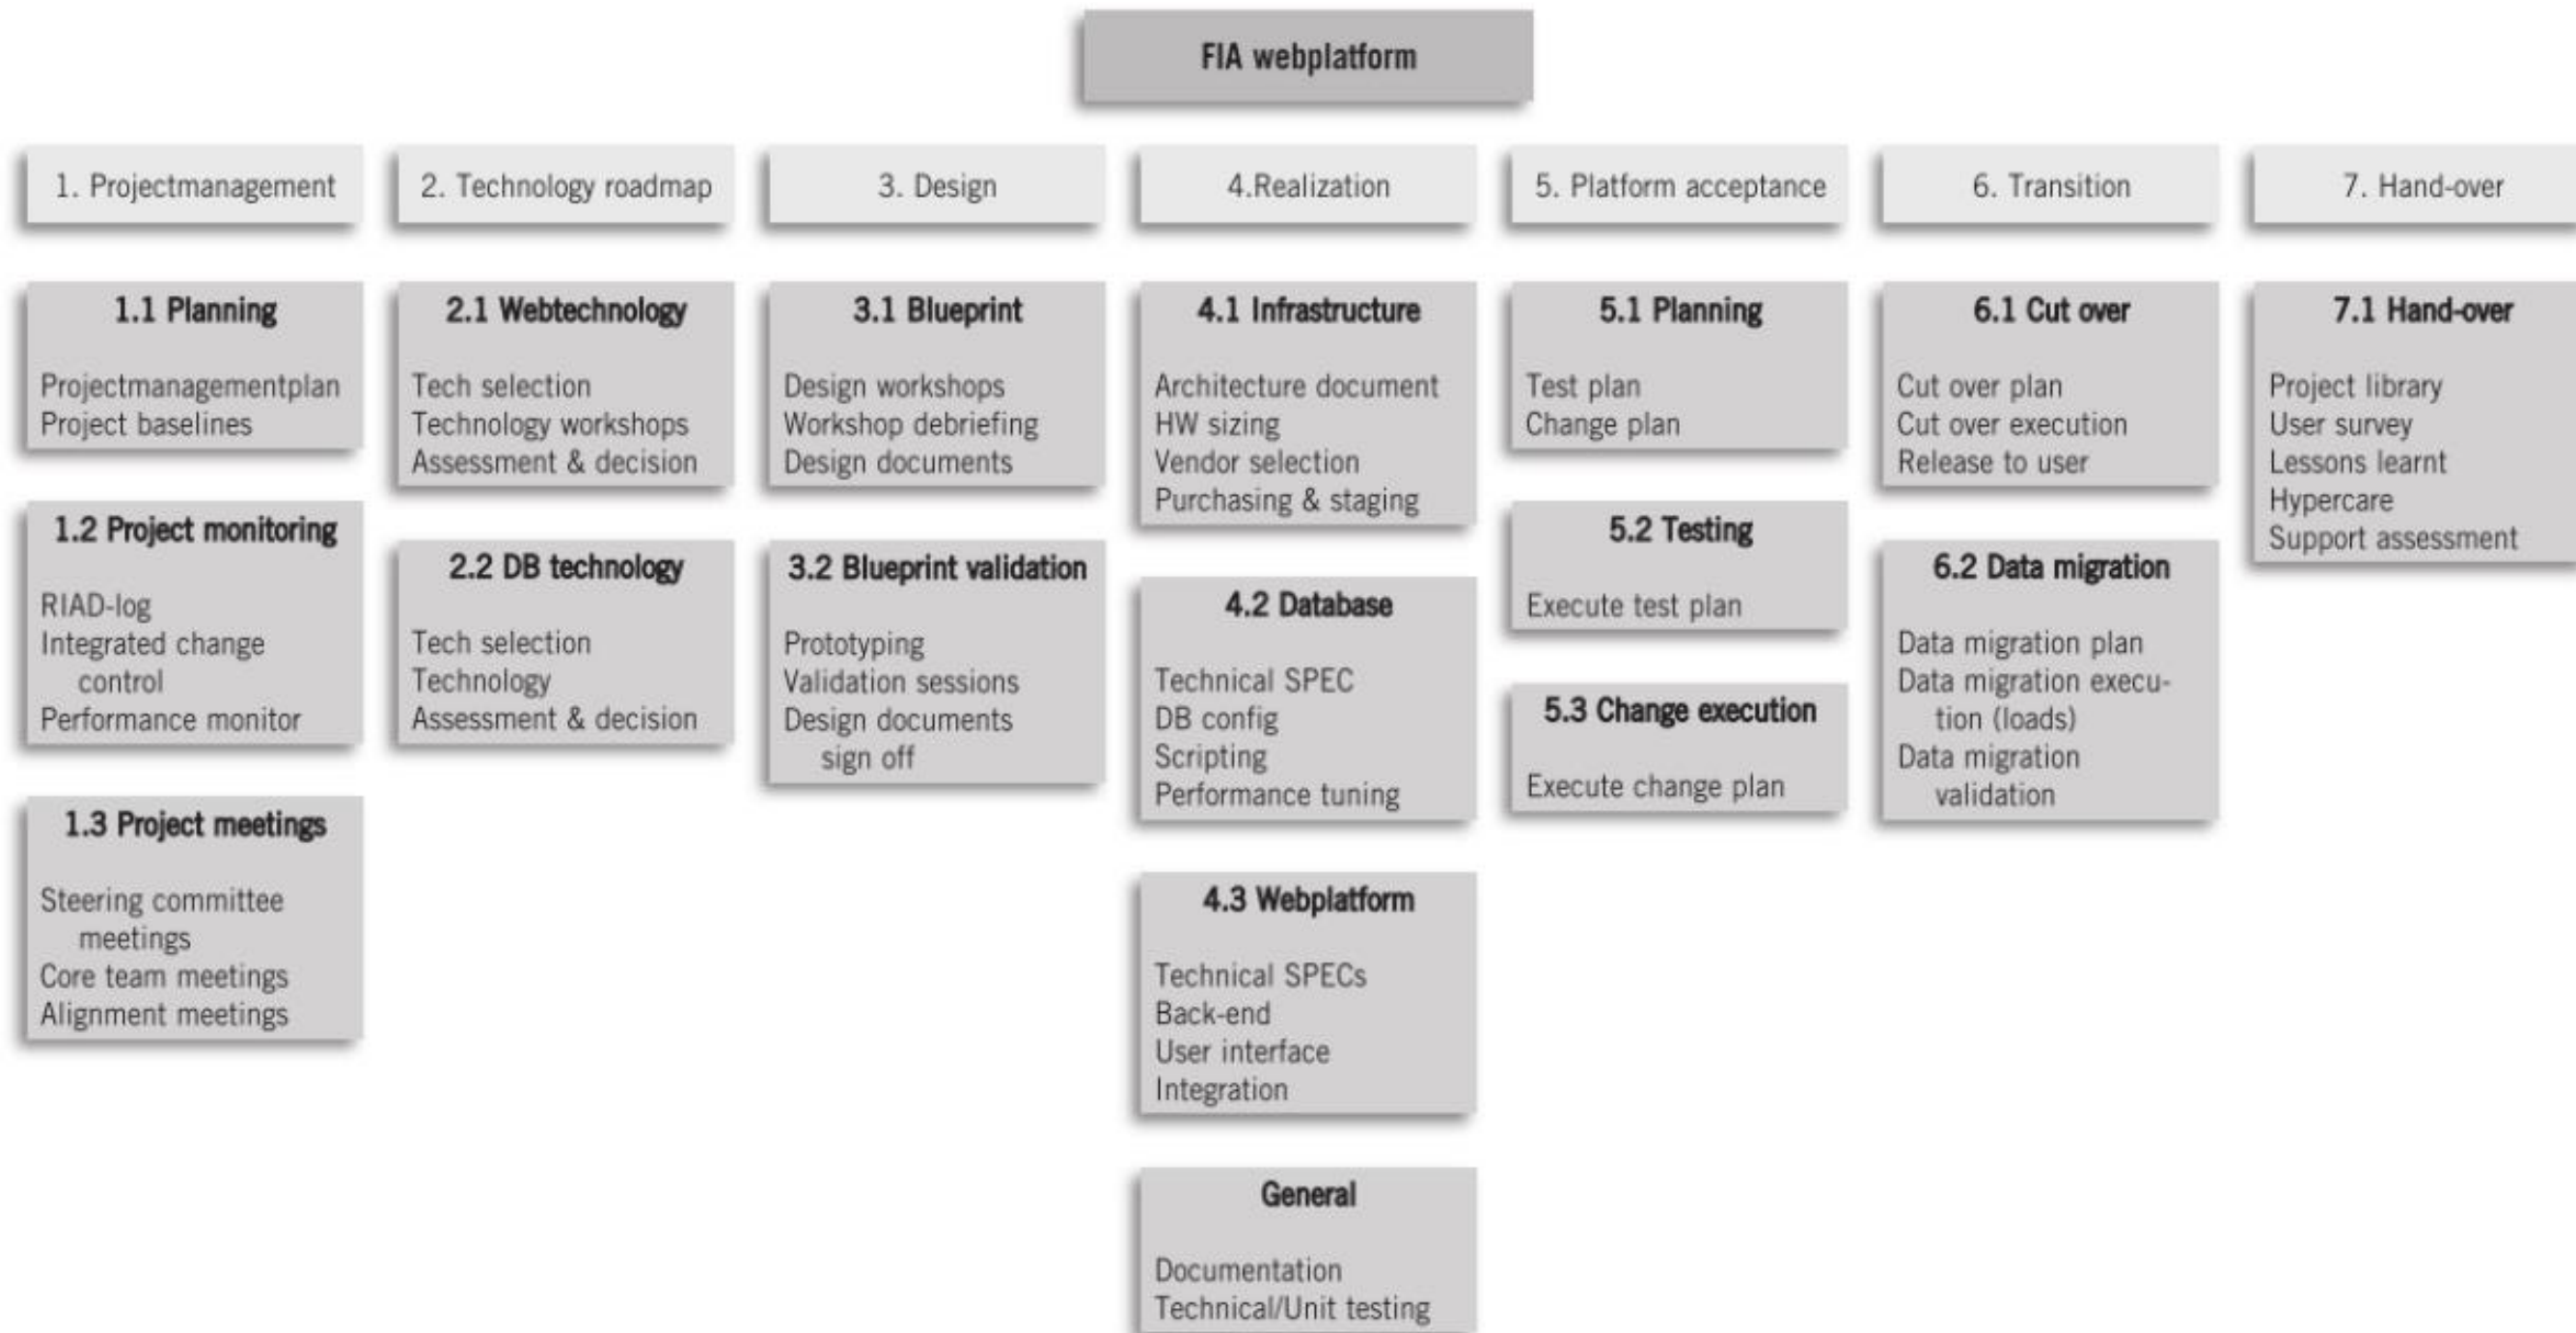 FIA webplatform
1. Projectmanagement
2. Technology roadmap
3. Design
4.Realization
5. Platform acceptance
6. Transition
7. Hand-over
1.1 Planning
Projectmanagementplan
Project baselines
1.2 Project monitoring
RIAD-log
Integrated change
control
Performance monitor
1.3 Project meetings
Steering committee
meetings
Core team meetings
Alignment meetings
2.1 Webtechnology
Tech selection
Technology workshops
Assessment & decision
2.2 DB technology
Tech selection
Technology
Assessment & decision
3.1 Blueprint
Design workshops
Workshop debriefing
Design documents
3.2 Blueprint validation
Prototyping
Validation sessions
Design documents
sign off
4.1 Infrastructure
Architecture document
HW sizing
Vendor selection
Purchasing & staging
4.2 Database
Technical SPEC
DB config
Scripting
Performance tuning
4.3 Webplatform
Technical SPECs
Back-end
User interface
Integration
General
Documentation
Technical/Unit testing
5.1 Planning
Test plan
Change plan
5.2 Testing
Execute test plan
5.3 Change execution
Execute change plan
6.1 Cut over
Cut over plan
Cut over execution
Release to user
6.2 Data migration
Data migration plan
Data migration execu-
tion (loads)
Data migration
validation
7.1 Hand-over
Project library
User survey
Lessons learnt
Hypercare
Support assessment